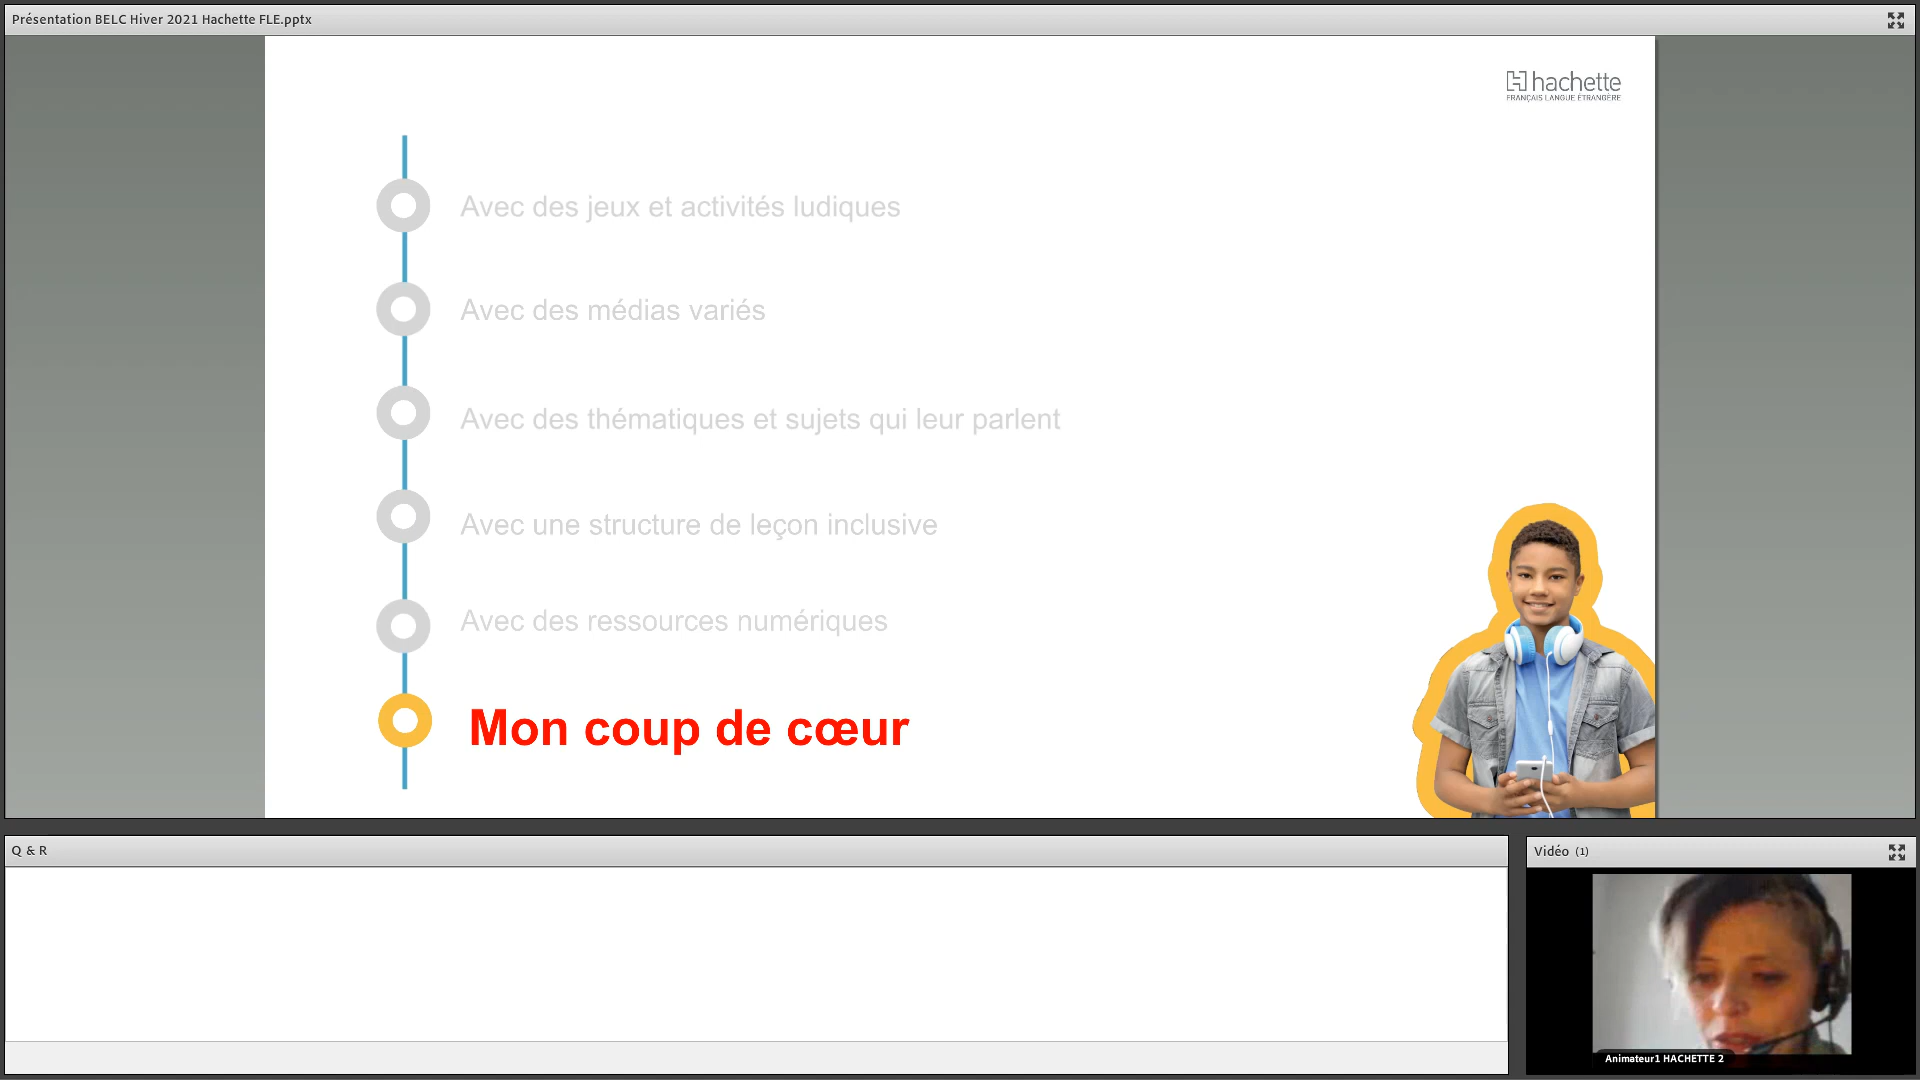 Présentation BELC Hiver 2021 Hachette FLE.pptx
hachette
FRANÇAIS LANGUE ÉTRANGÈRE
Avec des jeux et activités ludiques
Avec des médias variés
Avec des thématiques et sujets qui leur parlent
Avec une structure de leçon inclusive
Avec des ressources numériques
Mon coup de cœur
Q & R
Vidéo (1)
Animateur1 HACHETTE 2